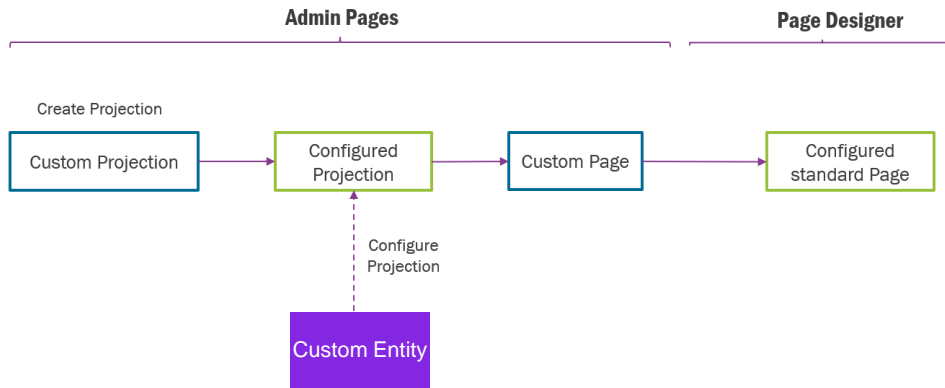 Admin Pages
Page Designer
Create Projection
Custom Projection
Configured
Projection
Custom Page
Configured
standard Page
Configure
Projection
Custom Entity